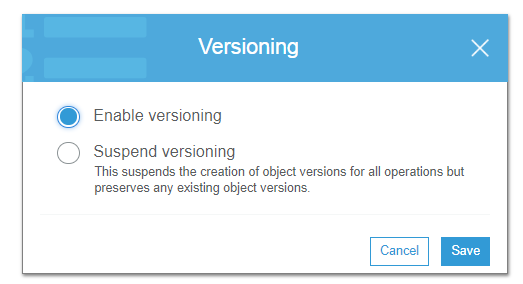 Versioning
Enable versioning
Suspend versioning
This suspends the creation of object versions for all operations but
preserves any existing object versions.
Cancel
Save